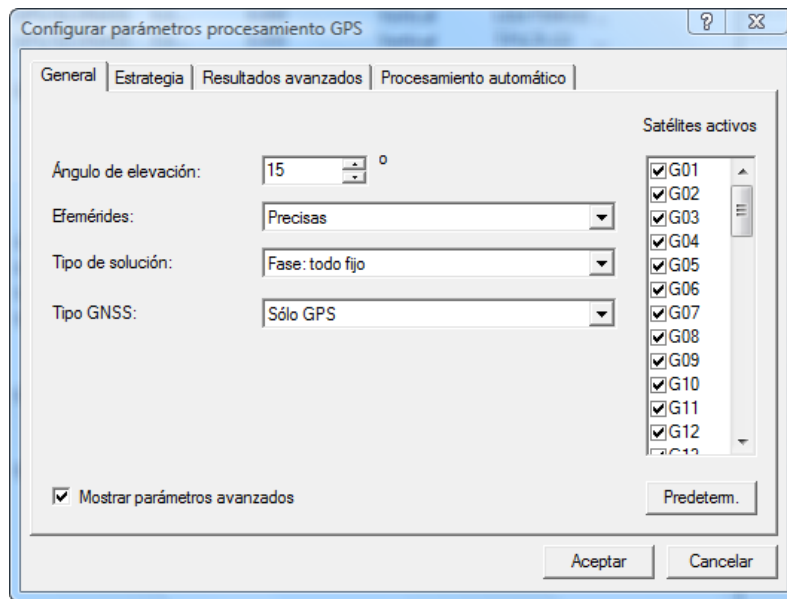 Configurar parámetros procesamiento GPS
General
Estrategia
Resultados avanzados
Procesamiento automático
Satélites activos
Ángulo de elevación:
15
º
Efemérides:
Precisas
Tipo de solución:
Fase: todo fijo
Tipo GNSS:
Sólo GPS
G01
G02
G03
G04
G05
G06
G07
G08
G09
G10
G11
G12
Mostrar parámetros avanzados
Predeterm.
Aceptar
Cancelar